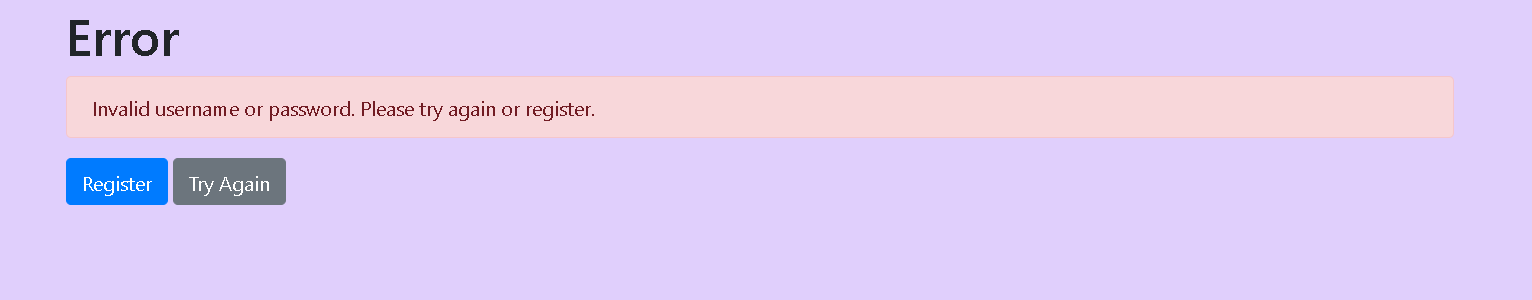 Error
Invalid username or password. Please try again or register.
Register
Try Again